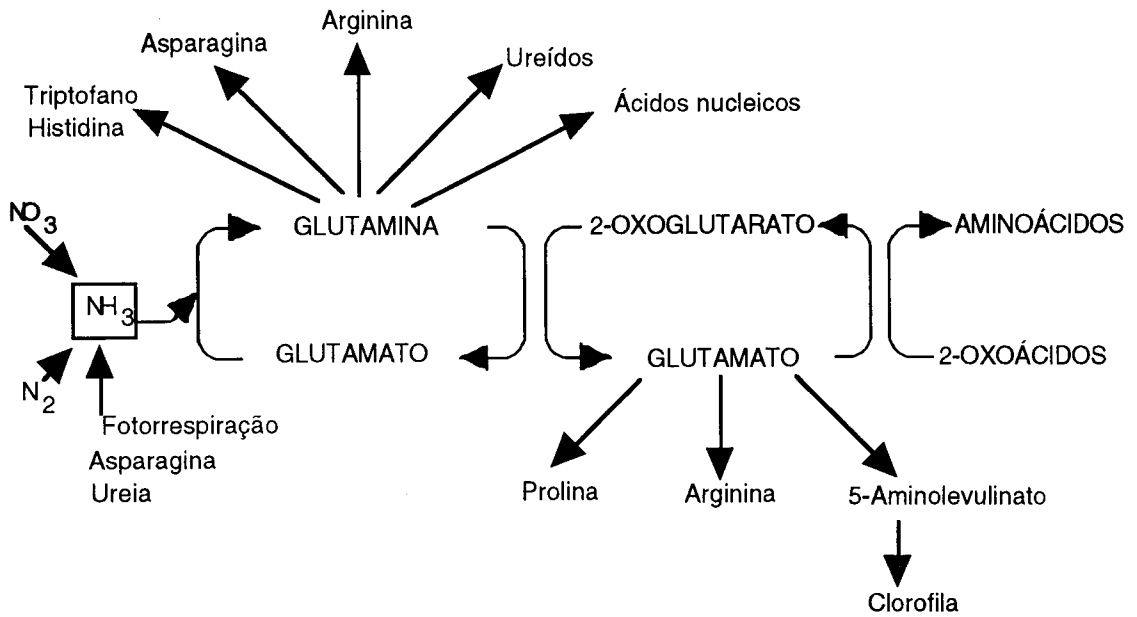 Arginina
Asparagina
Ureídos
Triptofano
Histidina
Ácidos nucleicos
NO3
GLUTAMINA
2-OXOGLUTARATO
AMINOÁCIDOS
NH3
GLUTAMATO
GLUTAMATO
2-OXOÁCIDOS
N2
Fotorrespiração
Asparagina
Ureia
Prolina
Arginina
5-Aminolevulinato
Clorofila